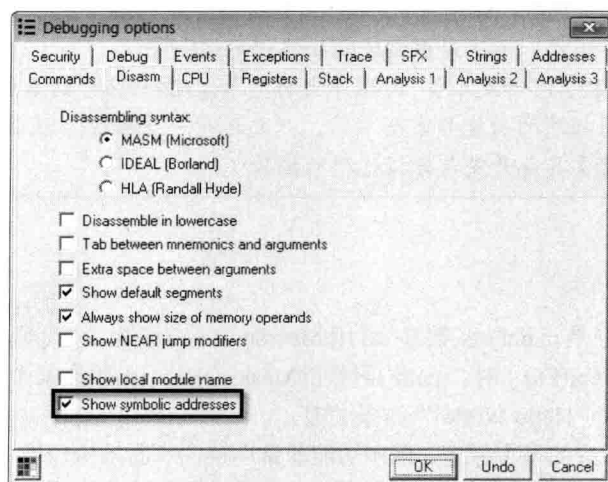 Debugging options
Security Debug Events Exceptions Trace SFX Strings Addresses
Commands Disasm CPU Registers Stack Analysis 1 Analysis 2 Analysis 3
Disassembling syntax:
MASM (Microsoft)
IDEAL (Borland)
HLA (Randall Hyde)
Disassemble in lowercase
Tab between mnemonics and arguments
Extra space between arguments
Show default segments
Always show size of memory operands
Show NEAR jump modifiers
Show local module name
Show symbolic addresses
OK Undo Cancel